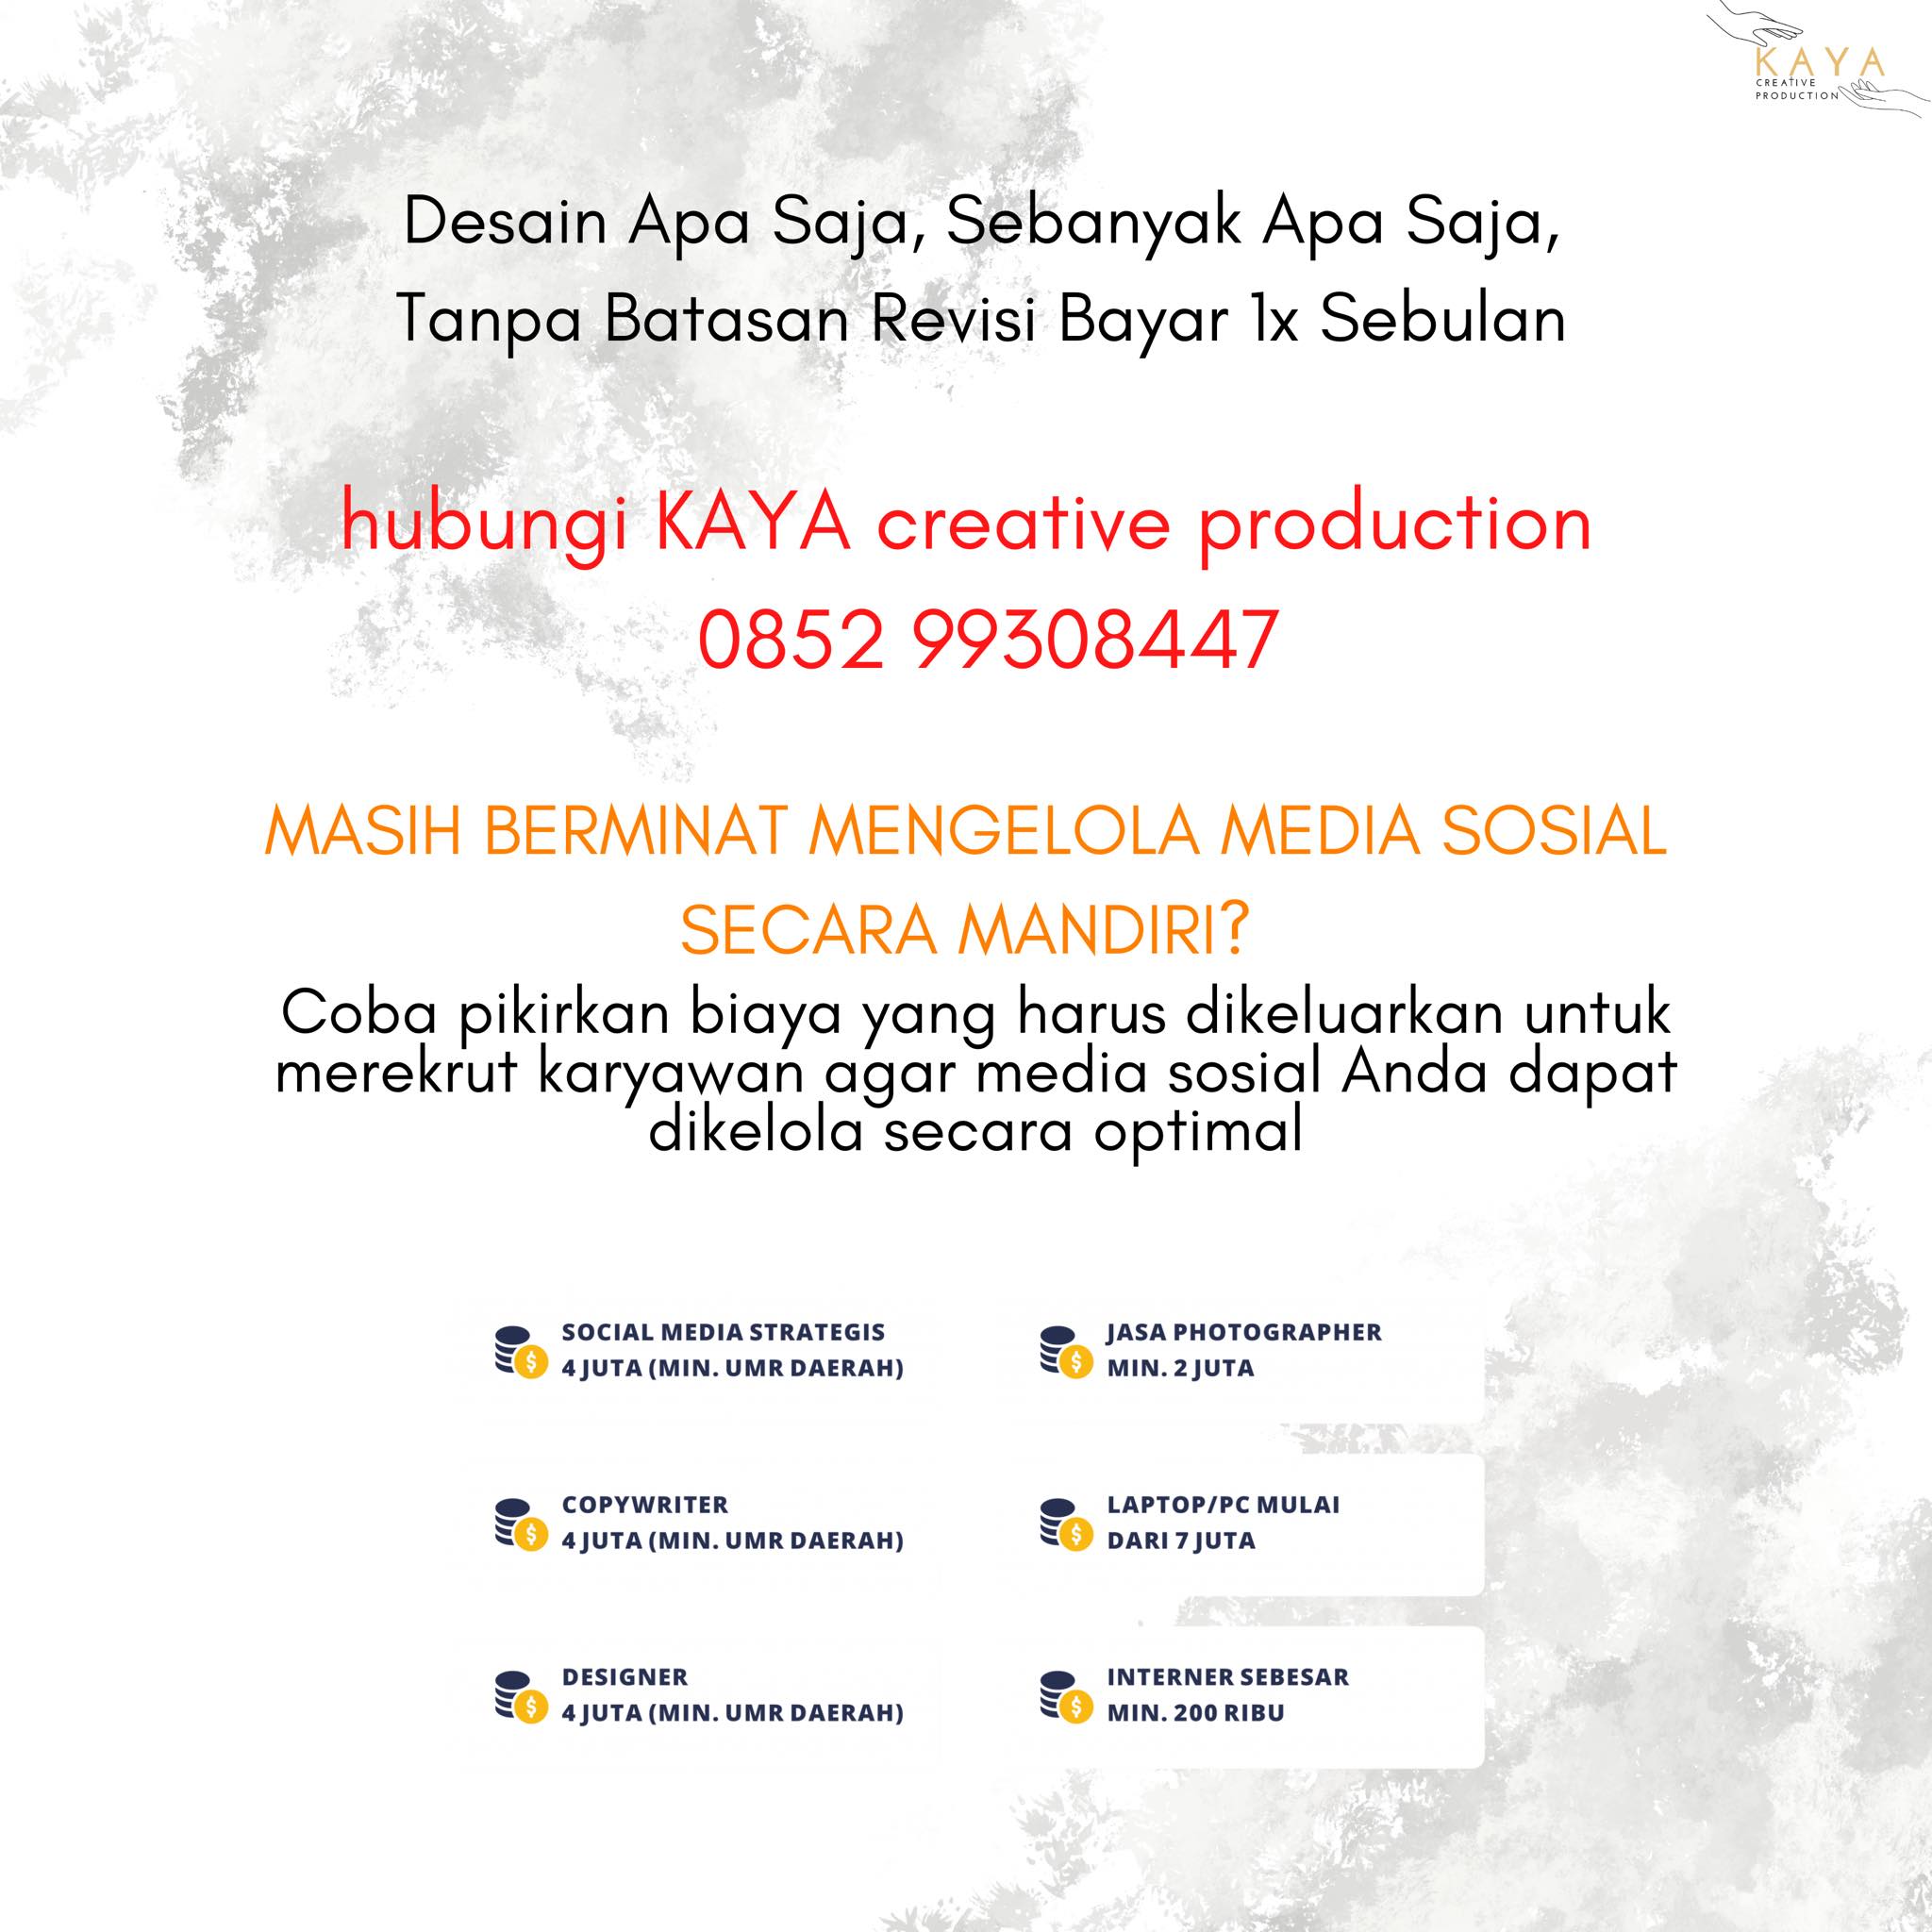 KAYA
CREATIVE
PRODUCTION
Desain Apa Saja, Sebanyak Apa Saja,
Tanpa Batasan Revisi Bayar 1x Sebulan
hubungi KAYA creative production
0852 99308447
MASIH BERMINAT MENGELOLA MEDIA SOSIAL
SECARA MANDIRI?
Coba pikirkan biaya yang harus dikeluarkan untuk
merekrut karyawan agar media sosial Anda dapat
dikelola secara optimal
SOCIAL MEDIA STRATEGIS
4 JUTA (MIN. UMR DAERAH)
JASA PHOTOGRAPHER
MIN. 2 JUTA
COPYWRITER
4 JUTA (MIN. UMR DAERAH)
LAPTOP/PC MULAI
DARI 7 JUTA
DESIGNER
4 JUTA (MIN. UMR DAERAH)
INTERNER SEBESAR
MIN. 200 RIBU